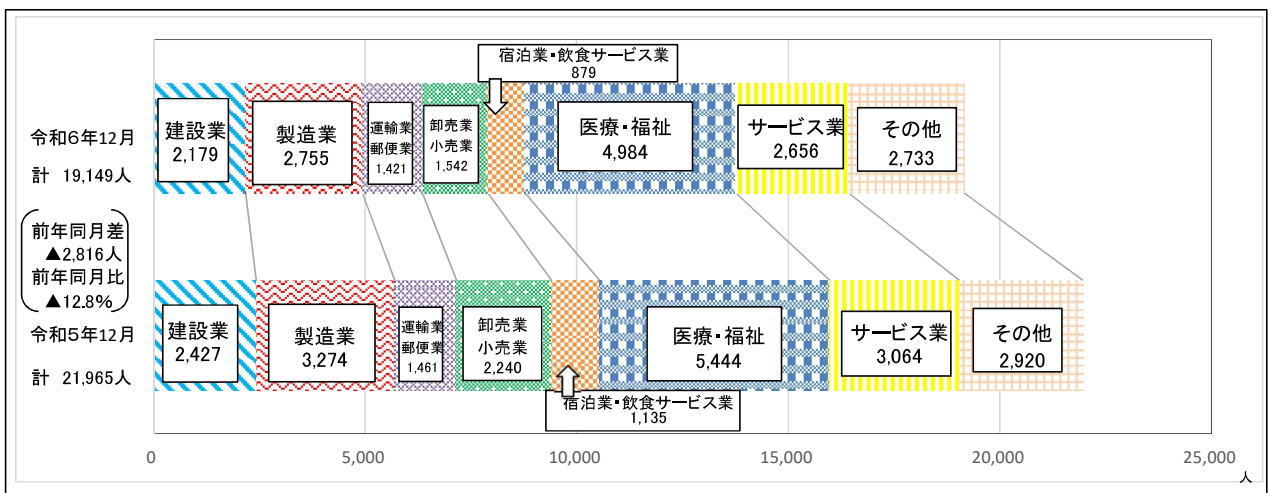 宿泊業・飲食サービス業
879
令和6年12月
計 19,149人
建設業
2,179
製造業
2,755
運輸業
郵便業
1,421
卸売業
小売業
1,542
医療・福祉
4,984
サービス業
2,656
その他
2,733
前年同月差
▲2,816人
前年同月比
▲12.8%
令和5年12月
計 21,965人
建設業
2,427
製造業
3,274
運輸業
郵便業
1,461
卸売業
小売業
2,240
医療・福祉
5,444
サービス業
3,064
その他
2,920
宿泊業・飲食サービス業
1,135
0 5,000 10,000 15,000 20,000 25,000
人